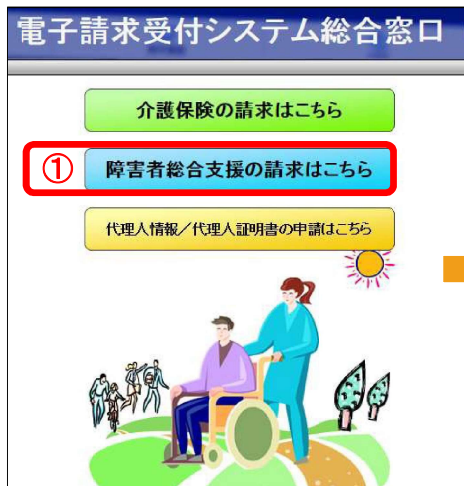 電子請求受付システム総合窓口
介護保険の請求はこちら
① 障害者総合支援の請求はこちら
代理人情報／代理人証明書の申請はこちら